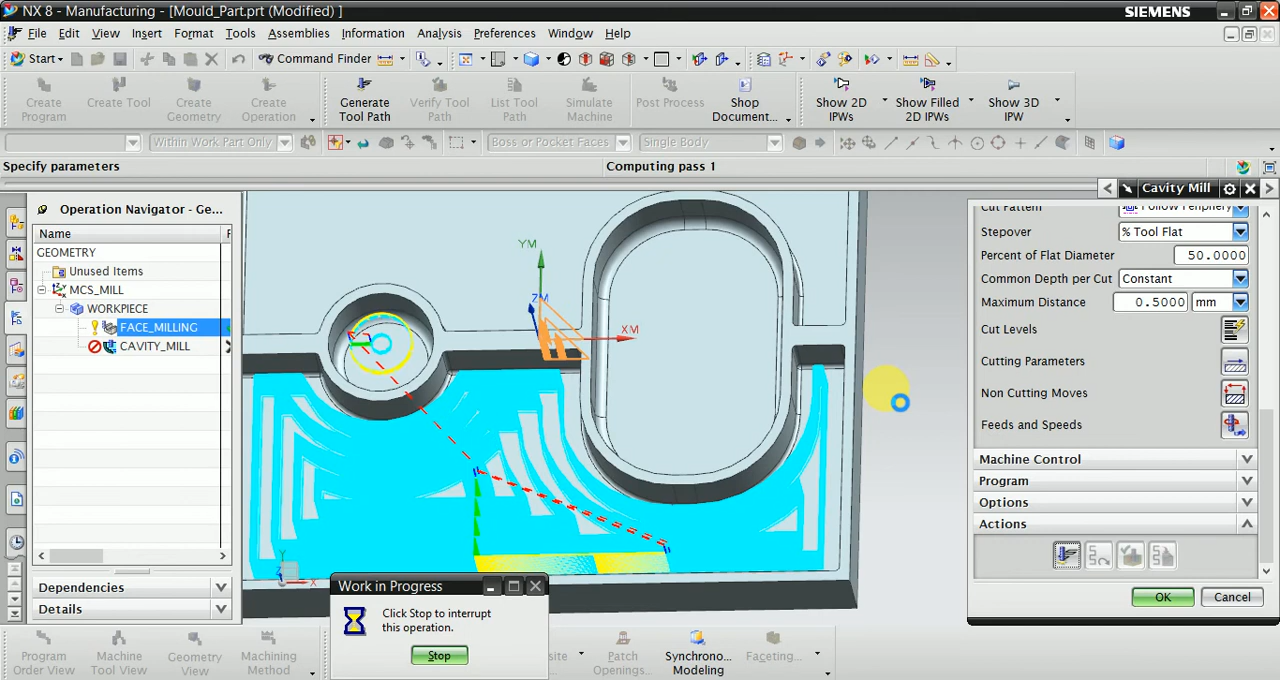 NX 8 - Manufacturing - [Mould_Part.prt (Modified) ]
SIEMENS
File Edit View Insert Format Tools Assemblies Information Analysis Preferences Window Help
Start Command Finder
Create Program
Create Tool
Create Geometry
Create Operation
Generate Tool Path
Verify Tool Path
List Tool Path
Simulate Machine
Post Process
Shop Document...
Show 2D IPWs
Show Filled 2D IPWs
Show 3D IPW
Within Work Part Only
Boss or Pocket Faces
Single Body
Specify parameters
Computing pass 1
Operation Navigator - Ge...
Name
GEOMETRY
Unused Items
MCS_MILL
WORKPIECE
FACE_MILLING
CAVITY_MILL
Dependencies
Details
YM
ZM
XM
Y
Z
X
Cavity Mill
Cut Pattern Follow Periphery
Stepover % Tool Flat
Percent of Flat Diameter 50.0000
Common Depth per Cut Constant
Maximum Distance 0.5000 mm
Cut Levels
Cutting Parameters
Non Cutting Moves
Feeds and Speeds
Machine Control
Program
Options
Actions
OK Cancel
Work in Progress
Click Stop to interrupt
this operation.
Stop
Program Order View
Machine Tool View
Geometry View
Machining Method
Patch Openings...
Synchrono... Modeling
Faceting...